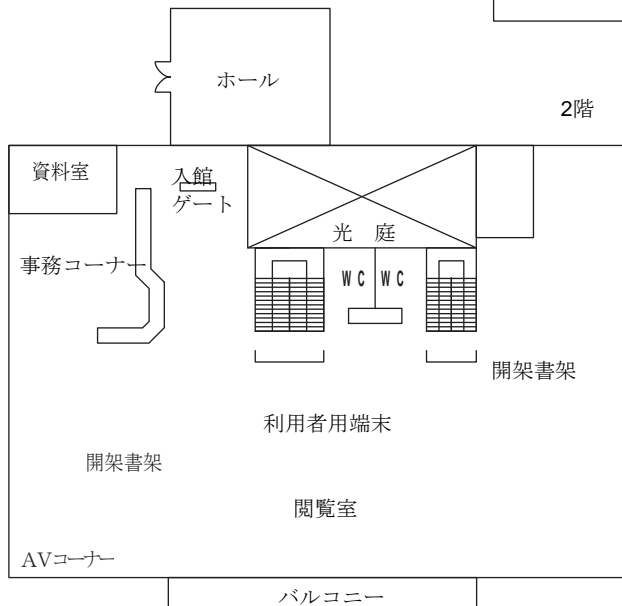 ホール
2階
資料室
入館
ゲート
光 庭
事務コーナー
WC
WC
開架書架
利用者用端末
開架書架
閲覧室
AVコーナー
バルコニー